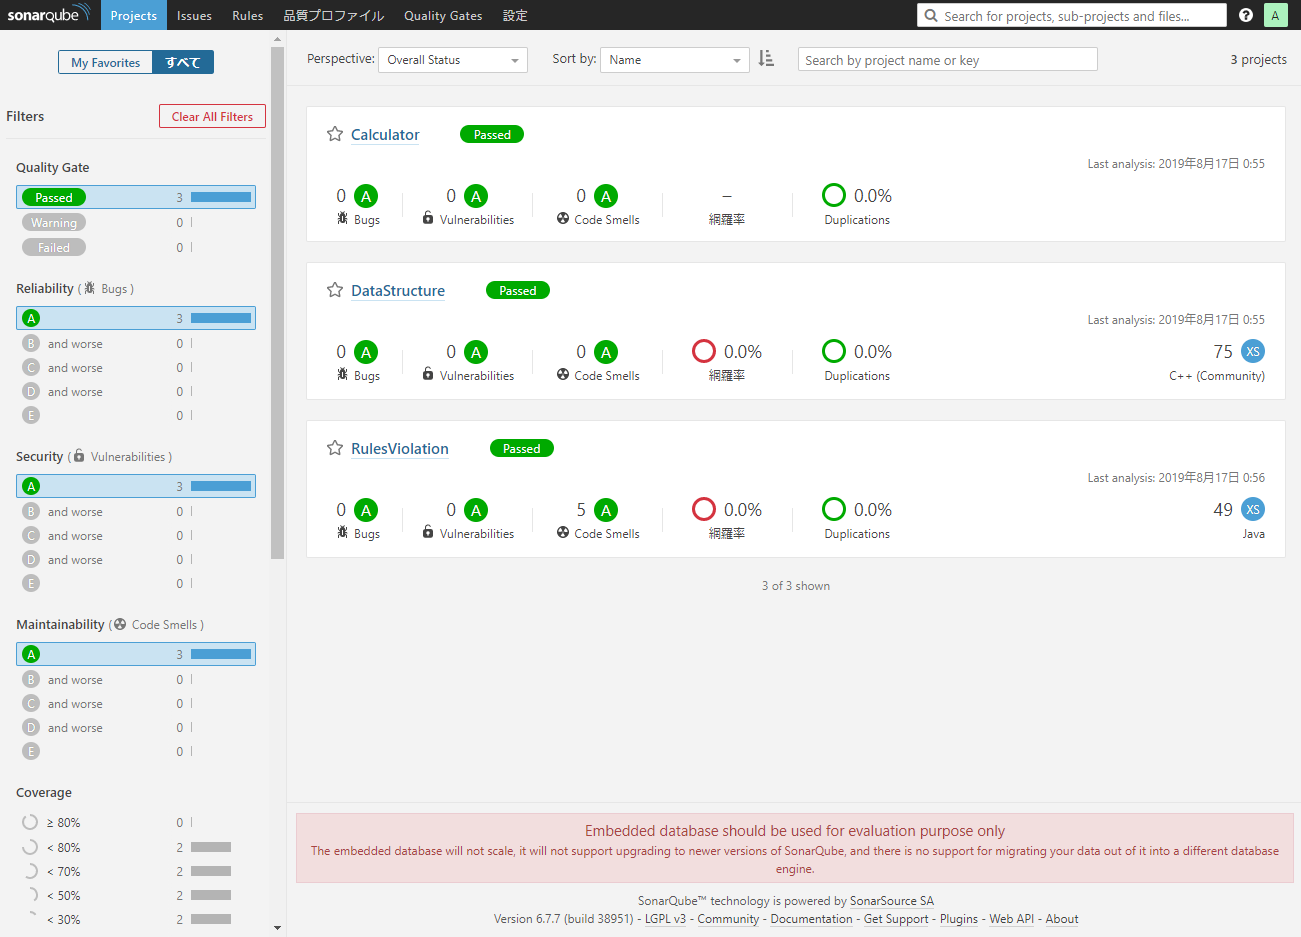 sonarqube Projects Issues Rules 品質プロファイル Quality Gates 設定 Search for projects, sub-projects and files... ? A
My Favorites すべて
Filters Clear All Filters
Quality Gate
Passed 3
Warning 0
Failed 0
Reliability ( Bugs )
A 3
B and worse 0
C and worse 0
D and worse 0
E 0
Security ( Vulnerabilities )
A 3
B and worse 0
C and worse 0
D and worse 0
E 0
Maintainability ( Code Smells )
A 3
B and worse 0
C and worse 0
D and worse 0
E 0
Coverage
≥ 80% 0
< 80% 2
< 70% 2
< 50% 2
< 30% 2
Perspective: Overall Status Sort by: Name Search by project name or key 3 projects
Calculator Passed
Last analysis: 2019年8月17日 0:55
0 A 0 A 0 A – 0.0%
Bugs Vulnerabilities Code Smells 網羅率 Duplications
DataStructure Passed
Last analysis: 2019年8月17日 0:55
0 A 0 A 0 A 0.0% 0.0% 75 XS
Bugs Vulnerabilities Code Smells 網羅率 Duplications C++ (Community)
RulesViolation Passed
Last analysis: 2019年8月17日 0:56
0 A 0 A 5 A 0.0% 0.0% 49 XS
Bugs Vulnerabilities Code Smells 網羅率 Duplications Java
3 of 3 shown
Embedded database should be used for evaluation purpose only
The embedded database will not scale, it will not support upgrading to newer versions of SonarQube, and there is no support for migrating your data out of it into a different database
engine.
SonarQube™ technology is powered by SonarSource SA
Version 6.7.7 (build 38951) - LGPL v3 - Community - Documentation - Get Support - Plugins - Web API - About